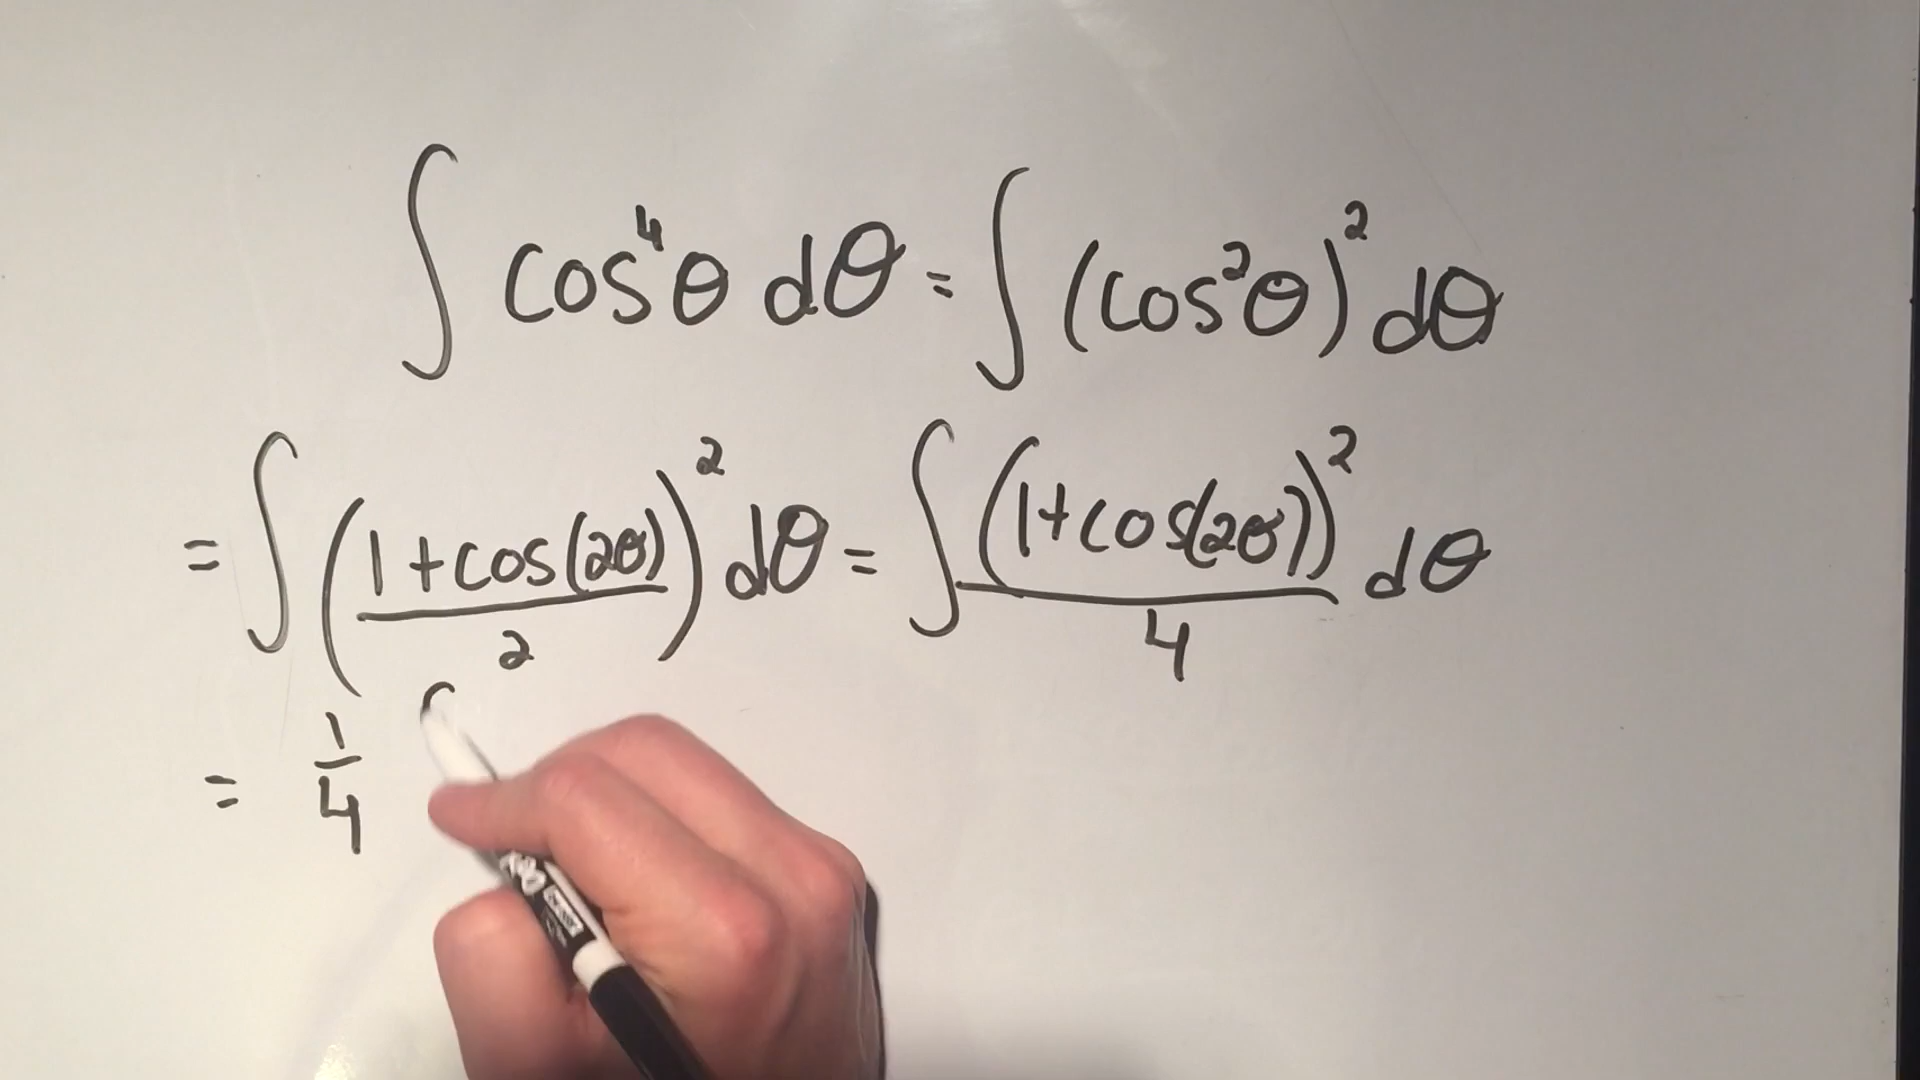 ∫ cos⁴θ dθ = ∫ (cos²θ)² dθ
= ∫ ((1+cos(2θ))/2)² dθ = ∫ (1+cos(2θ))²/4 dθ
= 1/4 ∫
EXPO